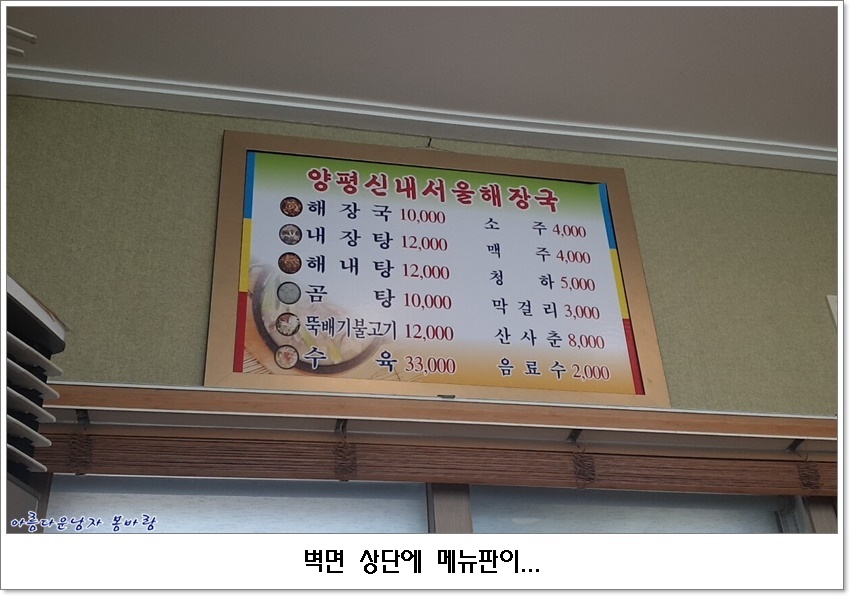 양평신내서울해장국
해장국 10,000
내장탕 12,000
해내탕 12,000
곰탕 10,000
뚝배기불고기 12,000
수육 33,000
소주 4,000
맥주 4,000
청하 5,000
막걸리 3,000
산사춘 8,000
음료수 2,000
아름다운남자 봉바람
벽면 상단에 메뉴판이...